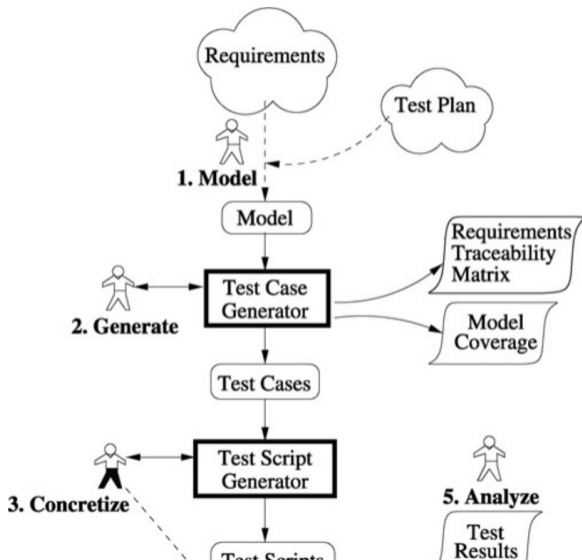 Requirements
Test Plan
1. Model
Model
Requirements
Traceability
Matrix
Test Case
Generator
2. Generate
Model
Coverage
Test Cases
Test Script
Generator
3. Concretize
5. Analyze
Test
Results
Test Scripts